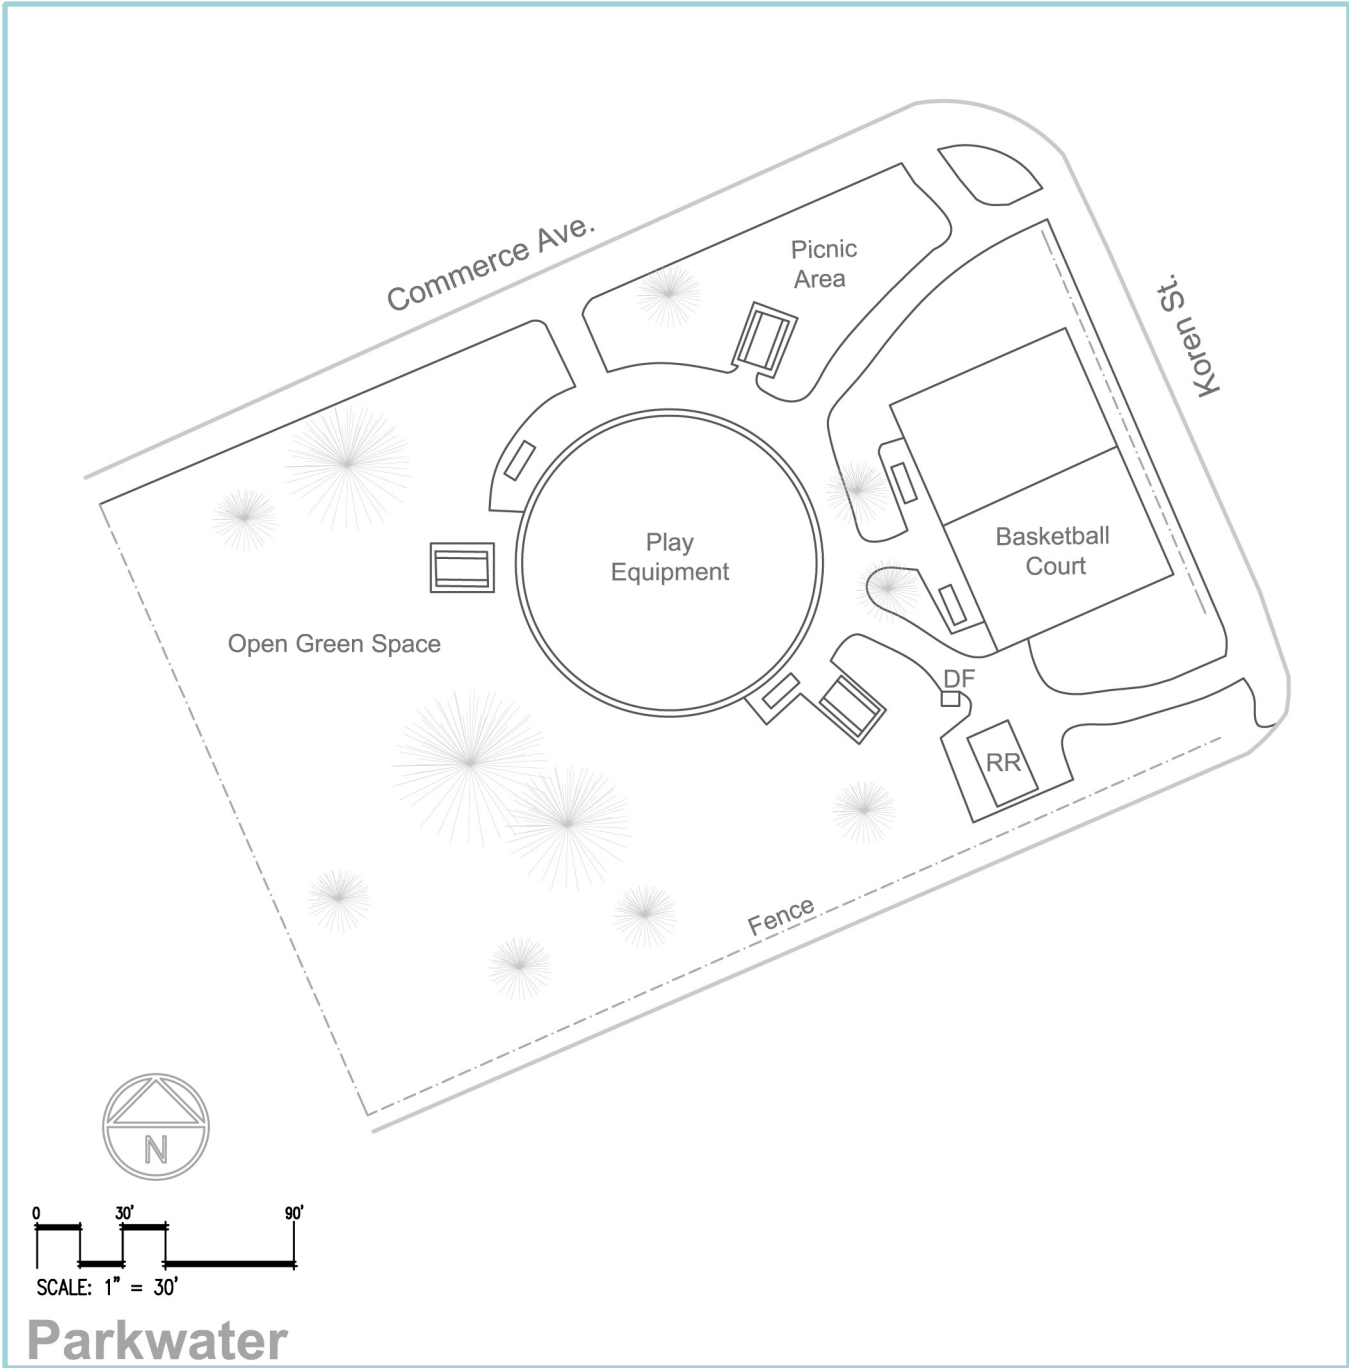 Commerce Ave.
Picnic
Area
Koren St.
Play
Equipment
Basketball
Court
Open Green Space
DF
RR
Fence
N
0 30' 90'
SCALE: 1" = 30'
Parkwater